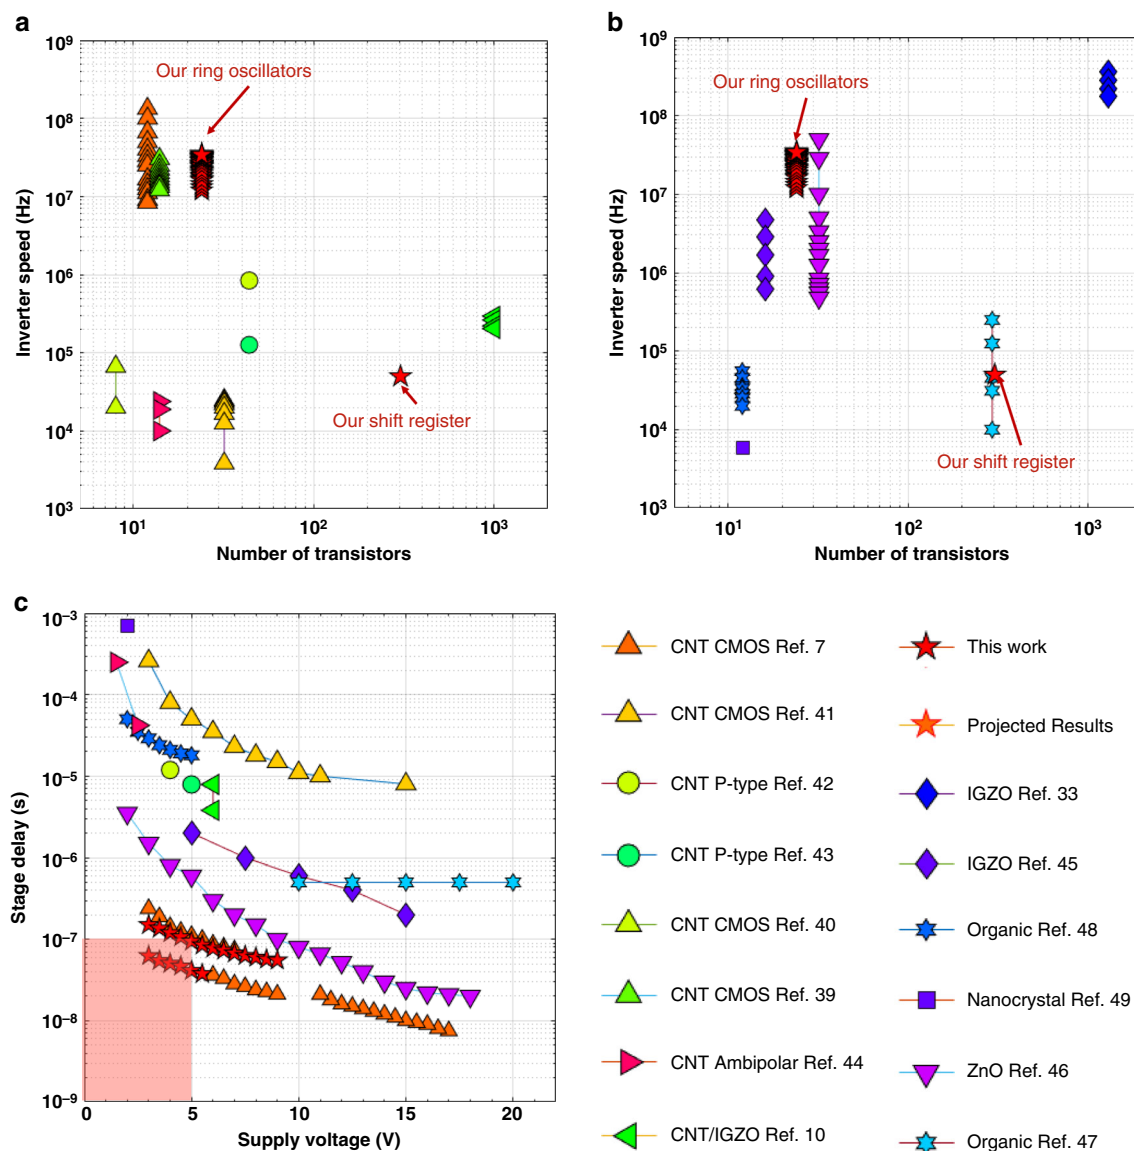 a
10⁹
10⁸
10⁷
10⁶
10⁵
10⁴
10³
Inverter speed (Hz)
Our ring oscillators
Our shift register
10¹
10²
10³
Number of transistors
b
10⁹
10⁸
10⁷
10⁶
10⁵
10⁴
10³
Inverter speed (Hz)
Our ring oscillators
Our shift register
10¹
10²
10³
Number of transistors
c
10⁻³
10⁻⁴
10⁻⁵
10⁻⁶
10⁻⁷
10⁻⁸
10⁻⁹
Stage delay (s)
0
5
10
15
20
Supply voltage (V)
CNT CMOS Ref. 7
CNT CMOS Ref. 41
CNT P-type Ref. 42
CNT P-type Ref. 43
CNT CMOS Ref. 40
CNT CMOS Ref. 39
CNT Ambipolar Ref. 44
CNT/IGZO Ref. 10
This work
Projected Results
IGZO Ref. 33
IGZO Ref. 45
Organic Ref. 48
Nanocrystal Ref. 49
ZnO Ref. 46
Organic Ref. 47